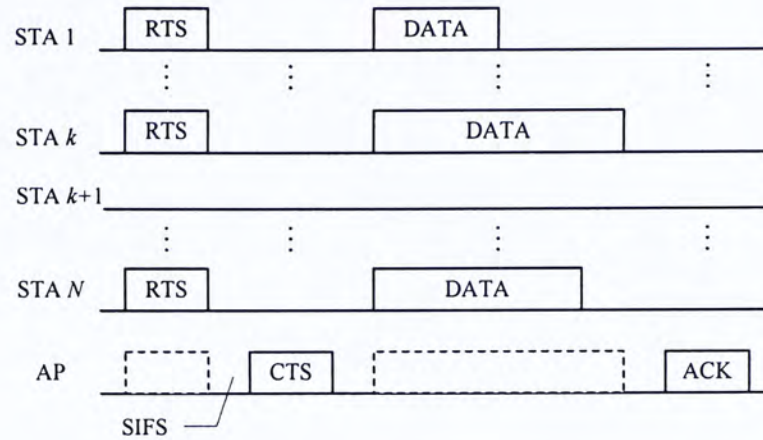 STA 1 RTS DATA
STA k RTS DATA
STA k+1
STA N RTS DATA
AP CTS ACK
SIFS